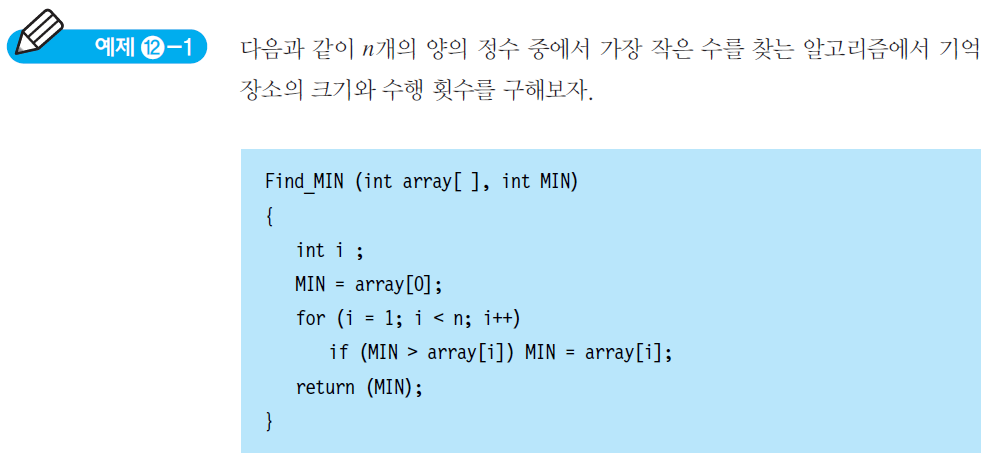 예제 12-1
다음과 같이 n개의 양의 정수 중에서 가장 작은 수를 찾는 알고리즘에서 기억
장소의 크기와 수행 횟수를 구해보자.
Find_MIN (int array[ ], int MIN)
{
int i ;
MIN = array[0];
for (i = 1; i < n; i++)
if (MIN > array[i]) MIN = array[i];
return (MIN);
}